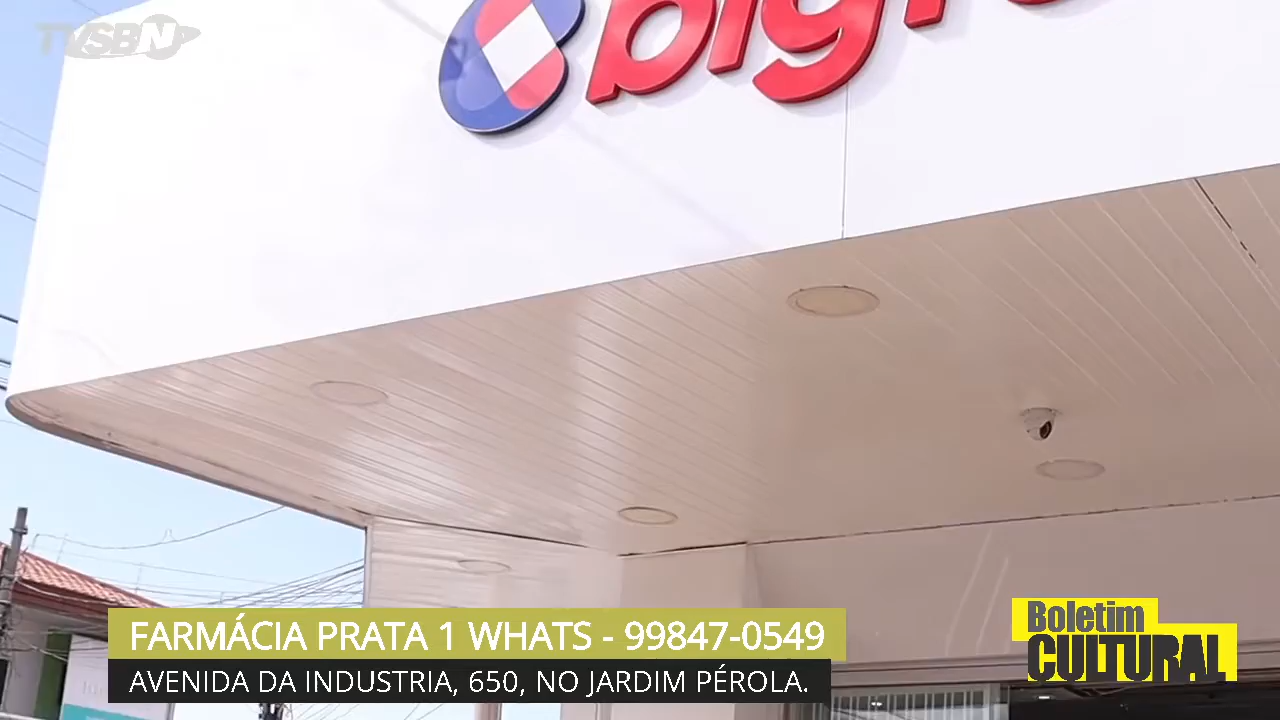 TVSBN
FARMÁCIA PRATA 1 WHATS - 99847-0549
AVENIDA DA INDUSTRIA, 650, NO JARDIM PÉROLA.
Boletim
CULTURAL